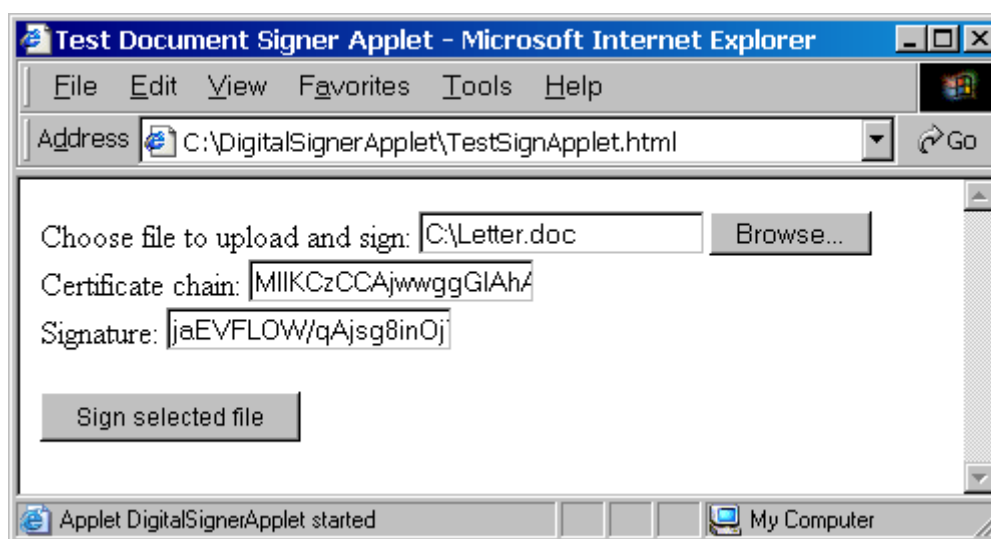 Test Document Signer Applet - Microsoft Internet Explorer
File Edit View Favorites Tools Help
Address C:\DigitalSignerApplet\TestSignApplet.html Go
Choose file to upload and sign: C:\Letter.doc Browse...
Certificate chain: MIIKCzCCAjwwggGlAhA
Signature: jaEVFLOW/qAjsg8inOj
Sign selected file
Applet DigitalSignerApplet started My Computer